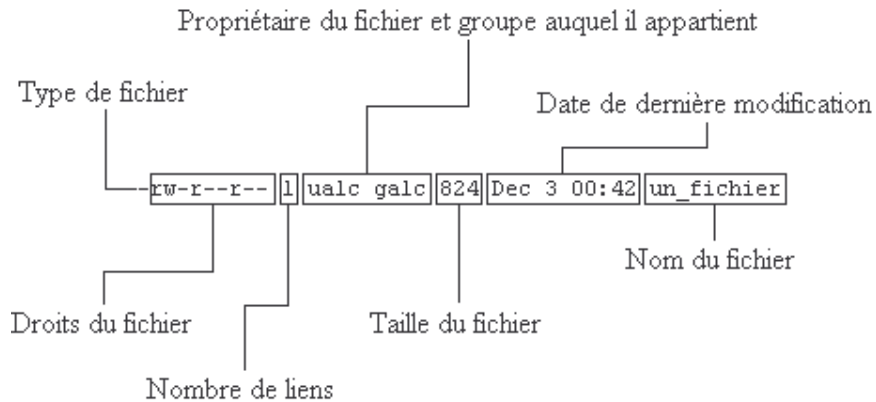 Propriétaire du fichier et groupe auquel il appartient
Type de fichier
Date de dernière modification
-rw-r--r-- 1 ualc galc 824 Dec 3 00:42 un_fichier
Nom du fichier
Droits du fichier
Taille du fichier
Nombre de liens